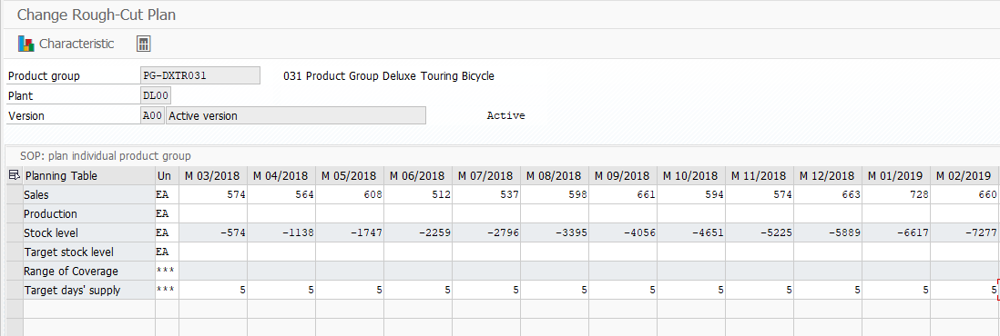 Change Rough-Cut Plan
Characteristic
Product group PG-DXTR031 031 Product Group Deluxe Touring Bicycle
Plant DL00
Version A00 Active version Active
SOP: plan individual product group
Planning Table Un M 03/2018 M 04/2018 M 05/2018 M 06/2018 M 07/2018 M 08/2018 M 09/2018 M 10/2018 M 11/2018 M 12/2018 M 01/2019 M 02/2019
Sales EA 574 564 608 512 537 598 661 594 574 663 728 660
Production EA
Stock level EA -574 -1138 -1747 -2259 -2796 -3395 -4056 -4651 -5225 -5889 -6617 -7277
Target stock level EA
Range of Coverage ***
Target days' supply *** 5 5 5 5 5 5 5 5 5 5 5 5